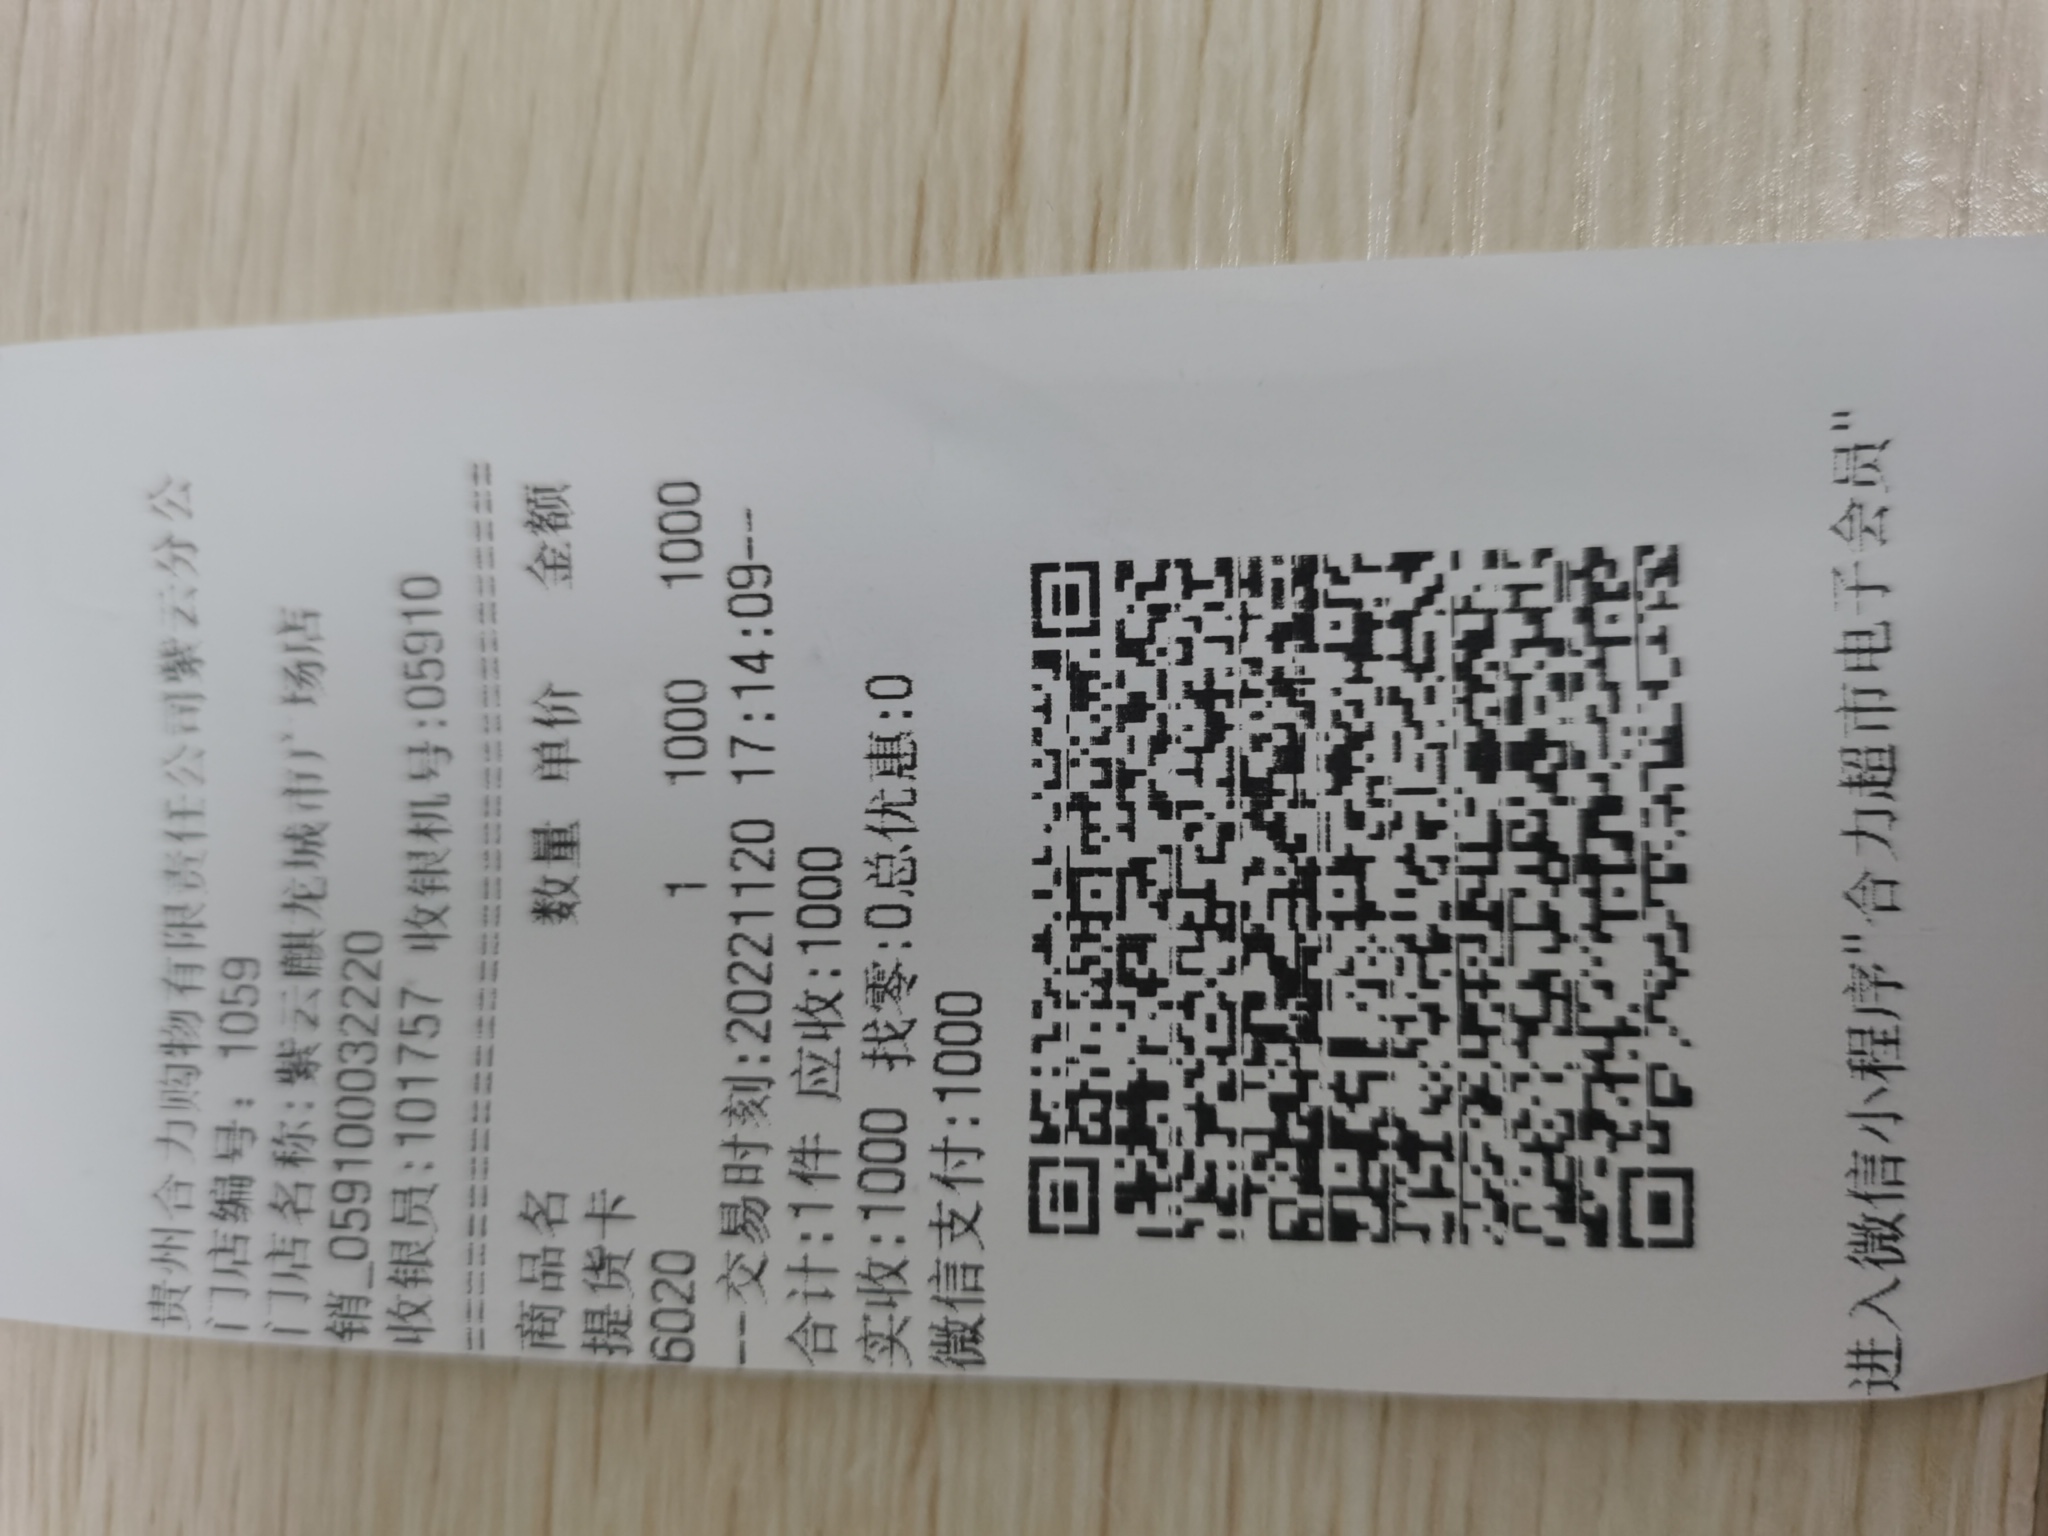 贵州合力购物有限责任公司紫云分公
门店编号: 1059
门店名称:紫云麒龙城市广场店
销_059100032220
收银员:101757 收银机号:05910
==============================
商品名 数量 单价 金额
提货卡
6020 1 1000 1000
--交易时刻:20221120 17:14:09--
合计:1件 应收:1000
实收:1000 找零:0总优惠:0
微信支付:1000
进入微信小程序"合力超市电子会员"